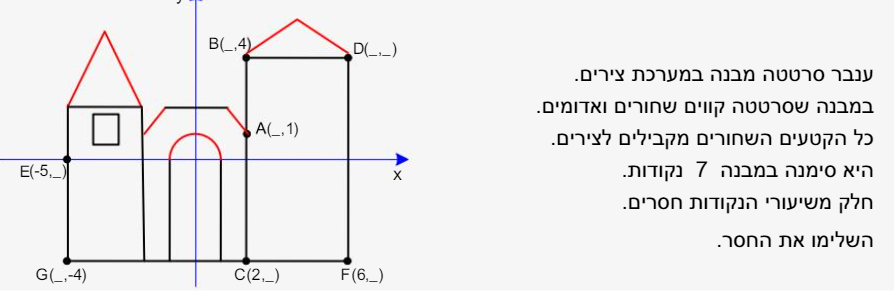 y
B(_,4)
D(_,_)
A(_,1)
E(-5,_)
x
G(_,-4)
C(2,_)
F(6,_)
ענבר סרטטה מבנה במערכת צירים.
במבנה שסרטטה קווים שחורים ואדומים.
כל הקטעים השחורים מקבילים לצירים.
היא סימנה במבנה 7 נקודות.
חלק משיעורי הנקודות חסרים.
השלימו את החסר.